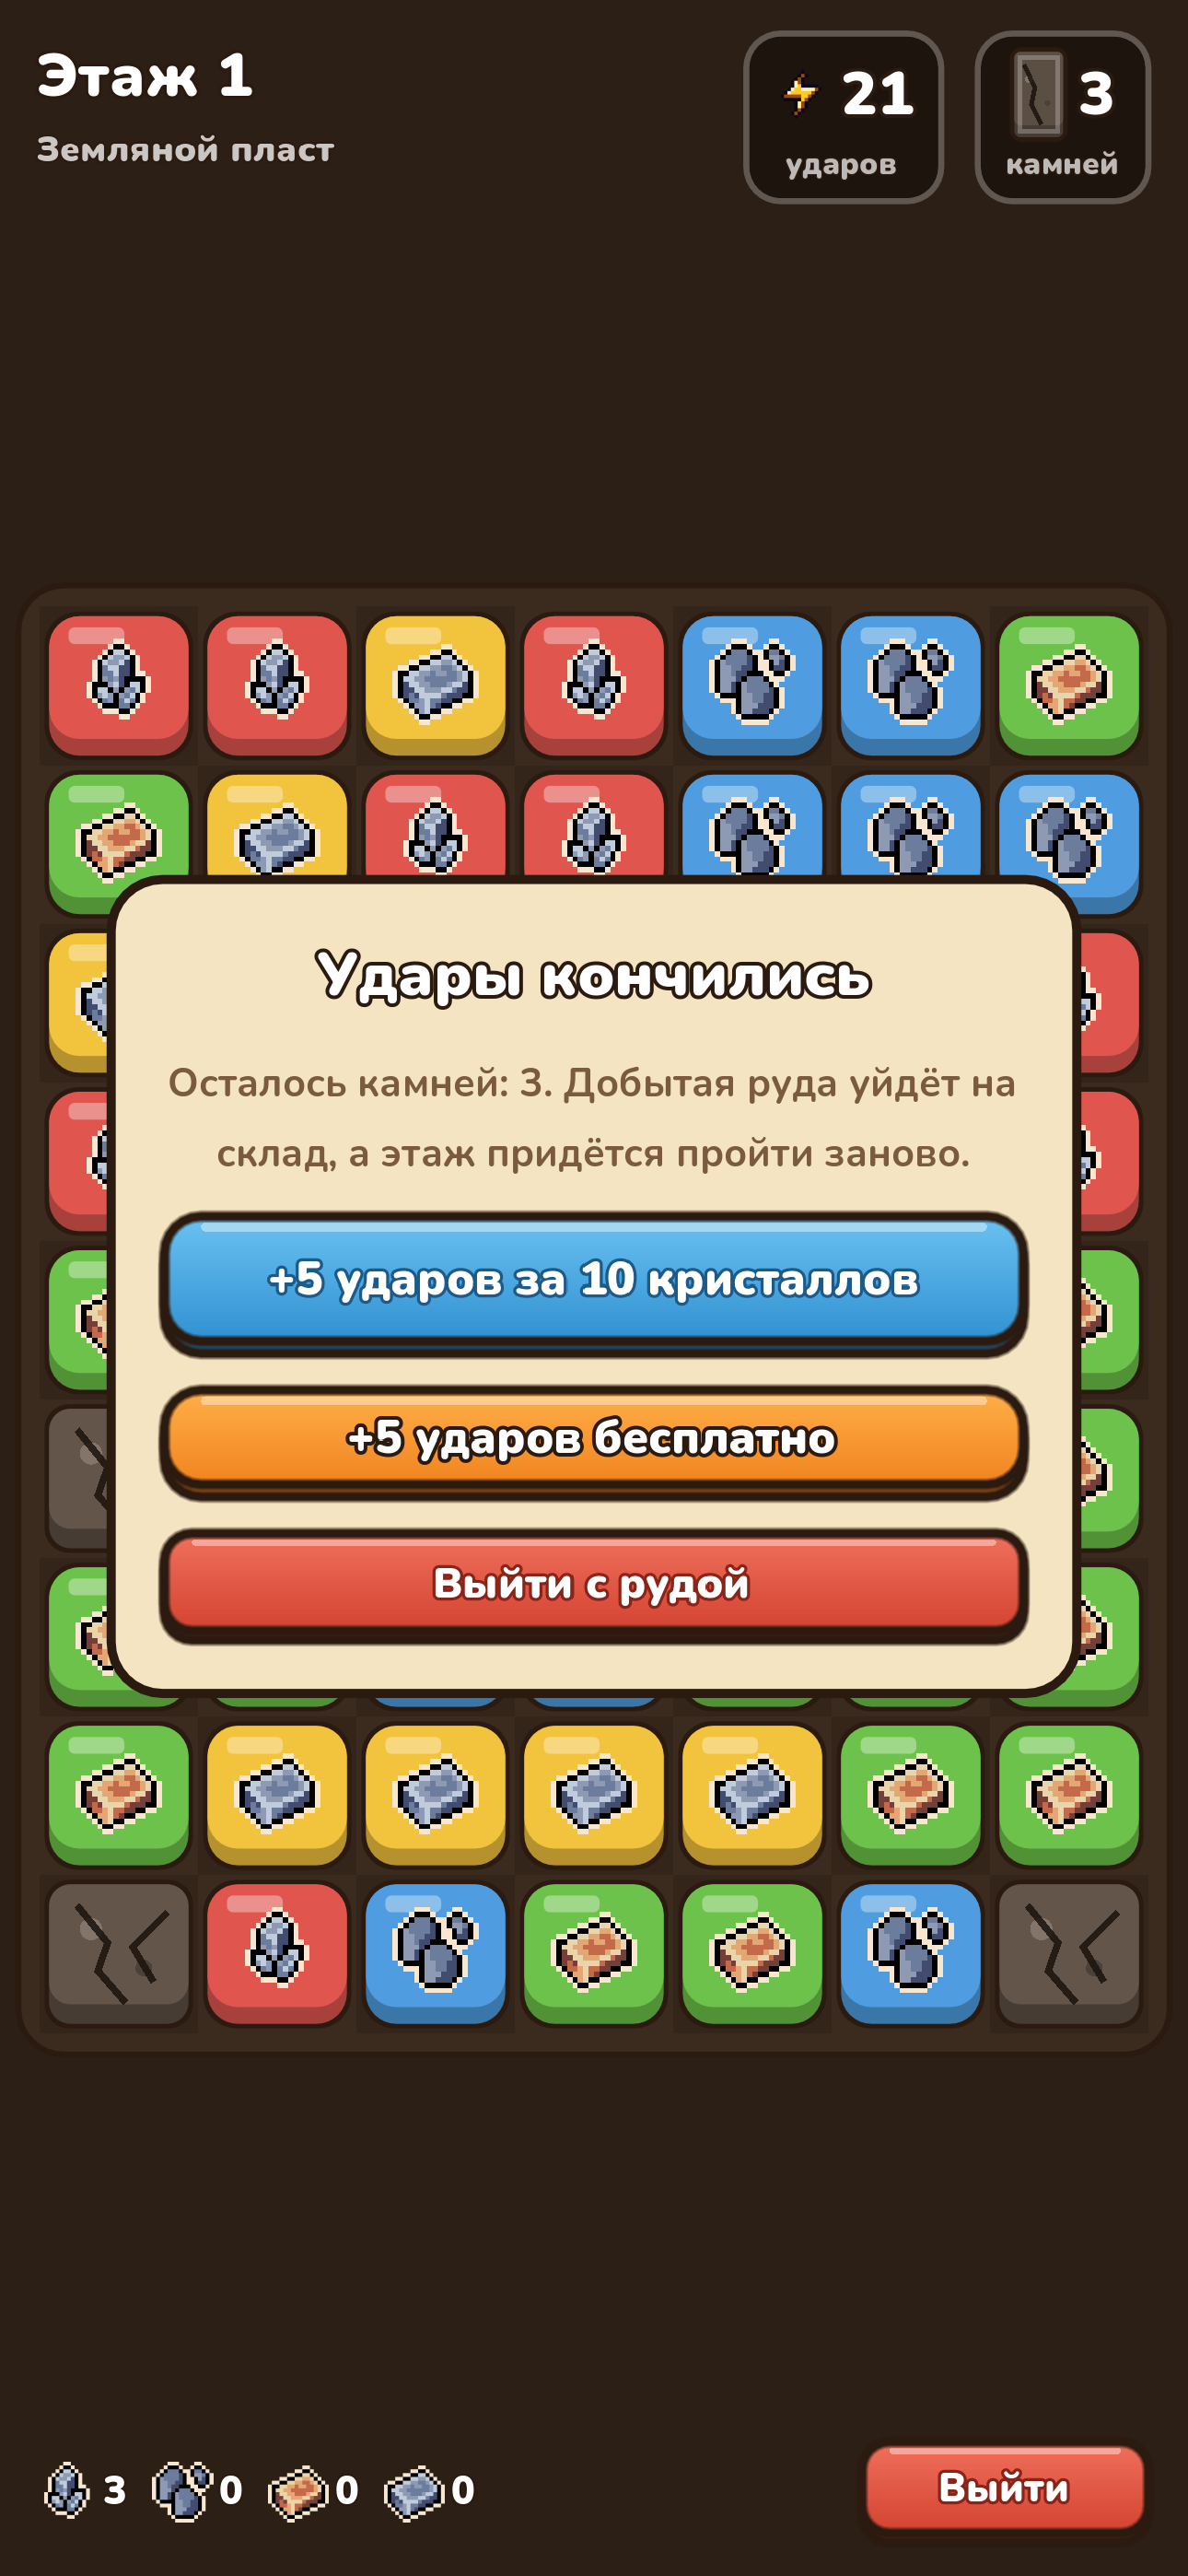 Этаж 1
Земляной пласт
21
ударов
3
камней
Удары кончились
Осталось камней: 3. Добытая руда уйдёт на
склад, а этаж придётся пройти заново.
+5 ударов за 10 кристаллов
+5 ударов бесплатно
Выйти с рудой
3 0 0 0
Выйти